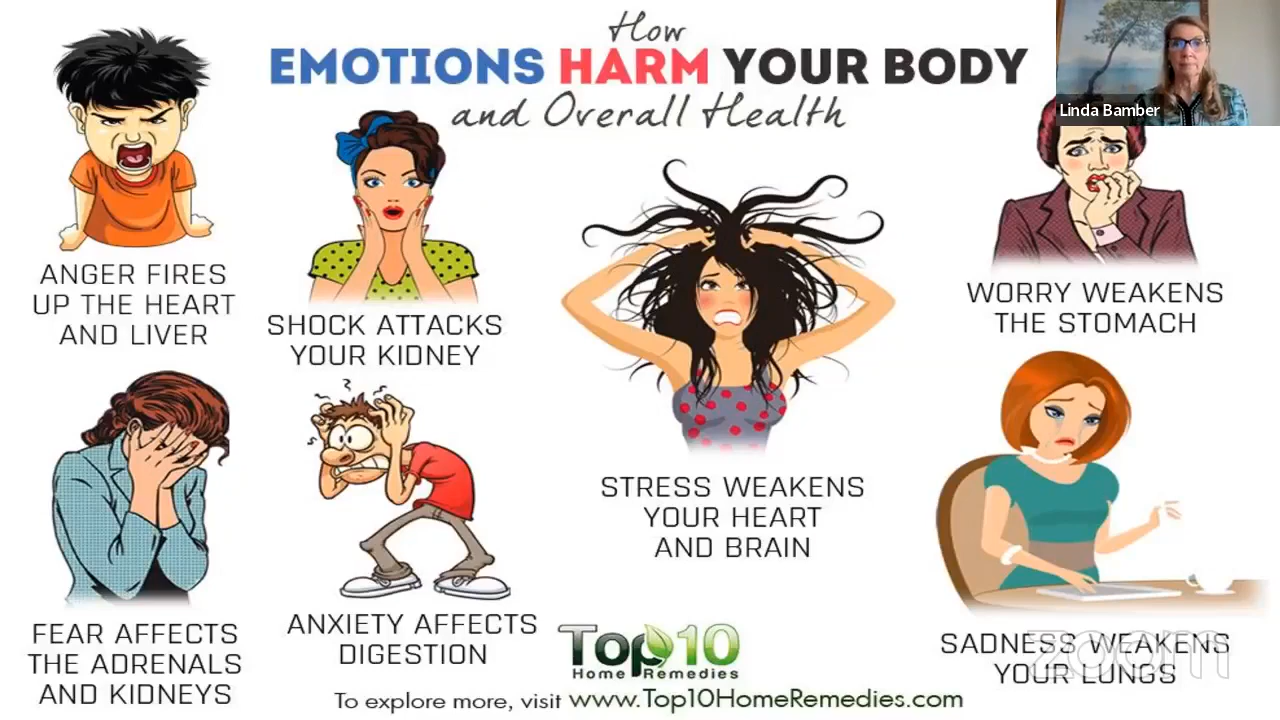 How
EMOTIONS HARM YOUR BODY
and Overall Health
Linda Bamber
ANGER FIRES
UP THE HEART
AND LIVER
SHOCK ATTACKS
YOUR KIDNEY
STRESS WEAKENS
YOUR HEART
AND BRAIN
WORRY WEAKENS
THE STOMACH
FEAR AFFECTS
THE ADRENALS
AND KIDNEYS
ANXIETY AFFECTS
DIGESTION
SADNESS WEAKENS
YOUR LUNGS
zoom
Top10
Home Remedies
To explore more, visit www.Top10HomeRemedies.com